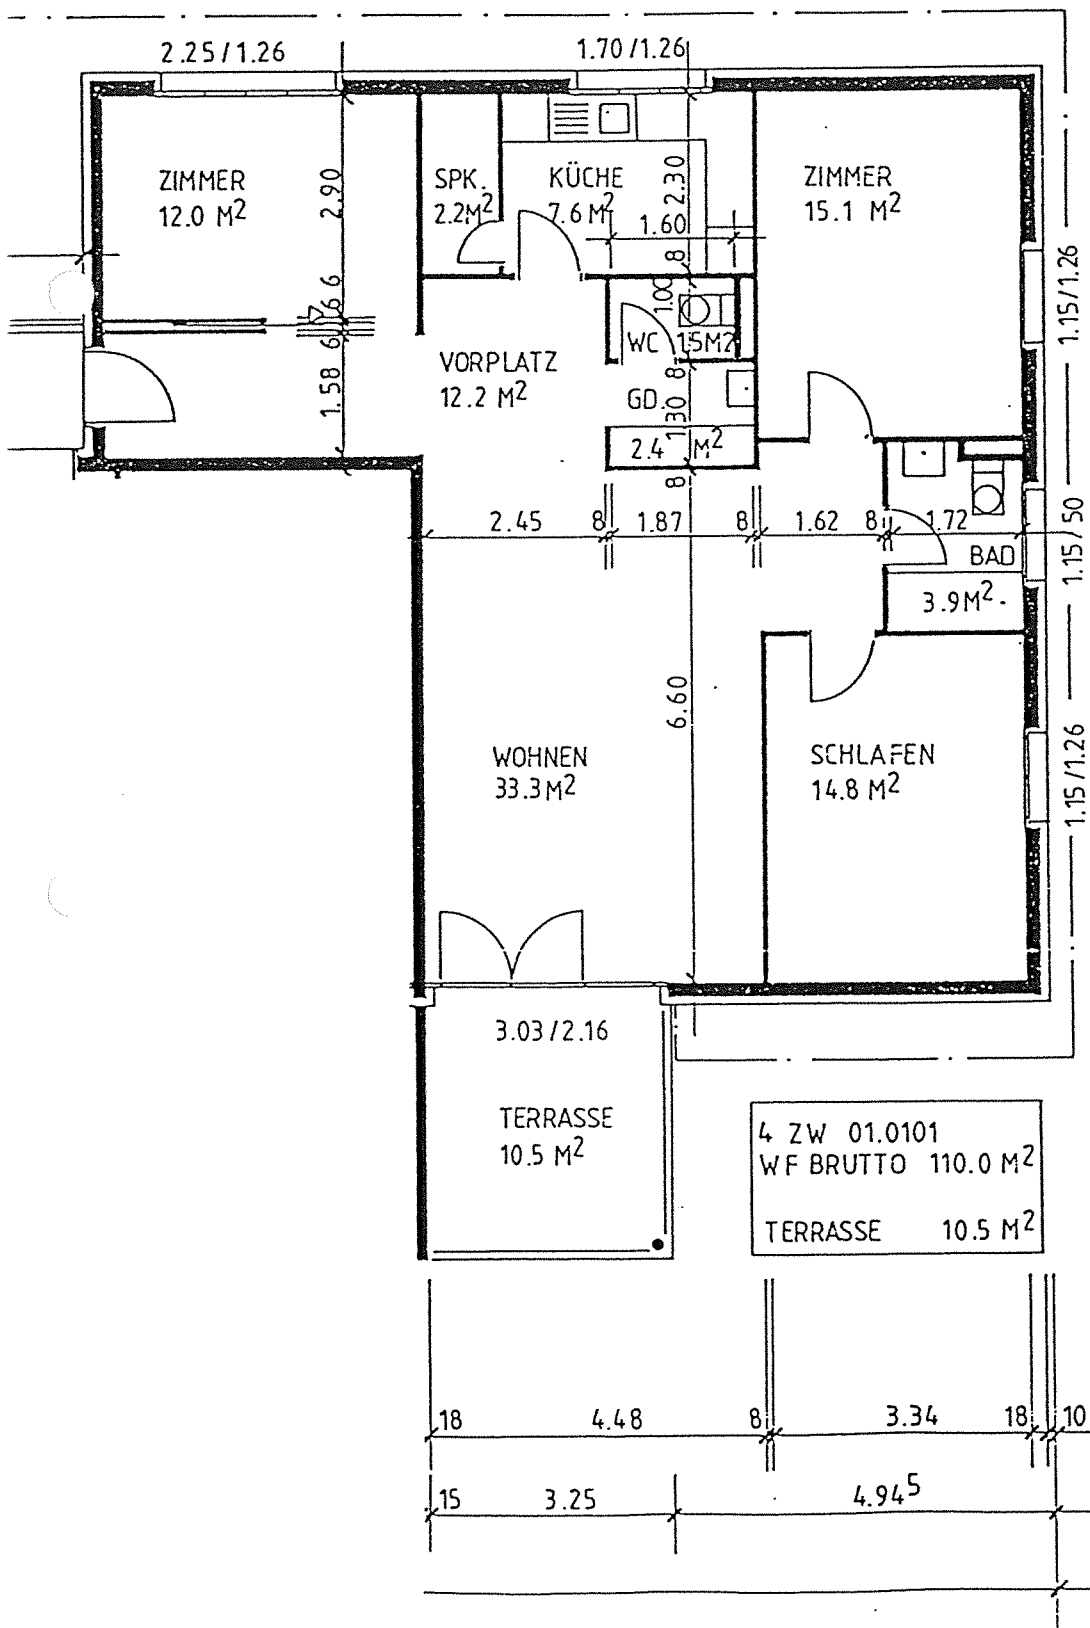 2.25/1.26
1.70/1.26
ZIMMER
12.0 M²
2.90
SPK.
2.2M²
KÜCHE
7.6 M²
2.30
1.60
8
ZIMMER
15.1 M²
1.15/1.26
6
6
6
1.58
VORPLATZ
12.2 M²
1.00
WC 1.5M²
8
GD.
1.30
2.4 M²
8
2.45
8
1.87
8
1.62
8
1.72
BAD
3.9M²
1.15/50
6.60
WOHNEN
33.3M²
SCHLAFEN
14.8 M²
1.15/1.26
3.03/2.16
TERRASSE
10.5 M²
4 ZW 01.0101
WF BRUTTO 110.0 M²
TERRASSE 10.5 M²
18 4.48 8 3.34 18 10
15 3.25 4.94⁵